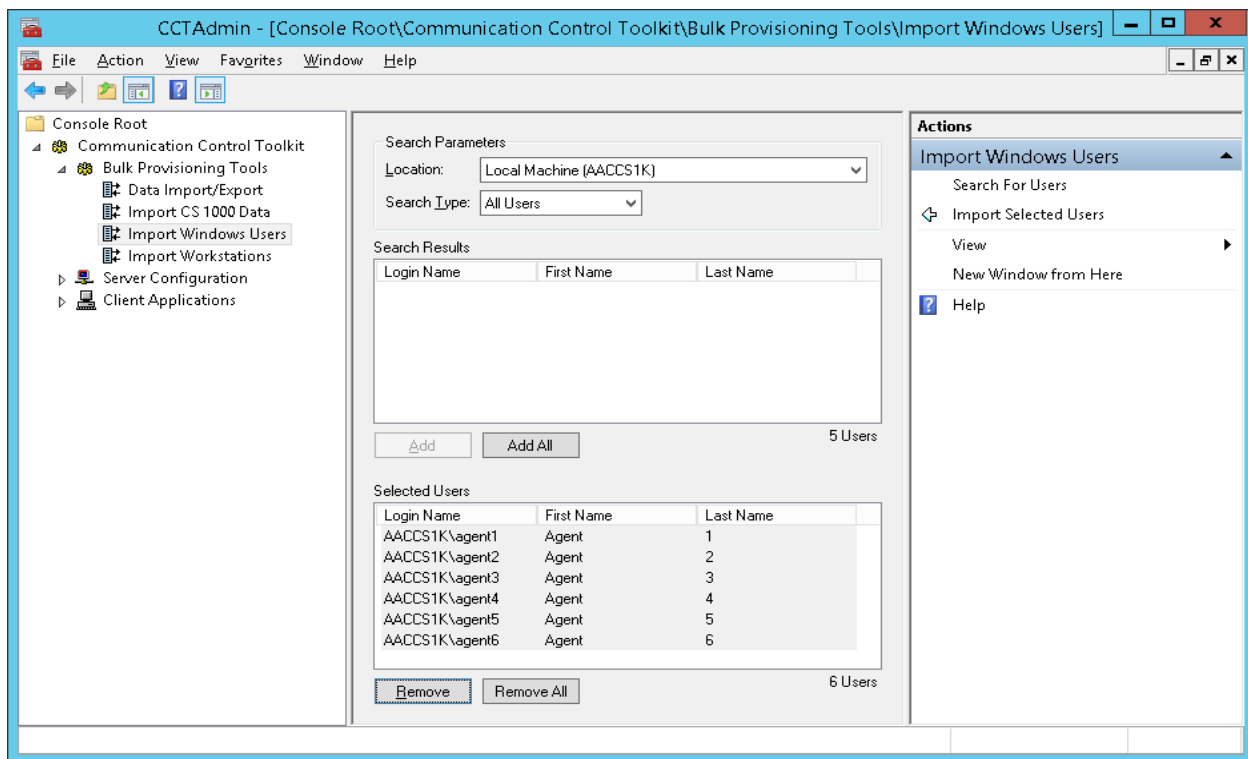 CCTAdmin - [Console Root\Communication Control Toolkit\Bulk Provisioning Tools\Import Windows Users]
File Action View Favorites Window Help
Console Root
Communication Control Toolkit
Bulk Provisioning Tools
Data Import/Export
Import CS 1000 Data
Import Windows Users
Import Workstations
Server Configuration
Client Applications
Search Parameters
Location: Local Machine (AACCS1K)
Search Type: All Users
Search Results
Login Name First Name Last Name
5 Users
Add Add All
Selected Users
Login Name First Name Last Name
AACCS1K\agent1 Agent 1
AACCS1K\agent2 Agent 2
AACCS1K\agent3 Agent 3
AACCS1K\agent4 Agent 4
AACCS1K\agent5 Agent 5
AACCS1K\agent6 Agent 6
6 Users
Remove Remove All
Actions
Import Windows Users
Search For Users
Import Selected Users
View
New Window from Here
Help